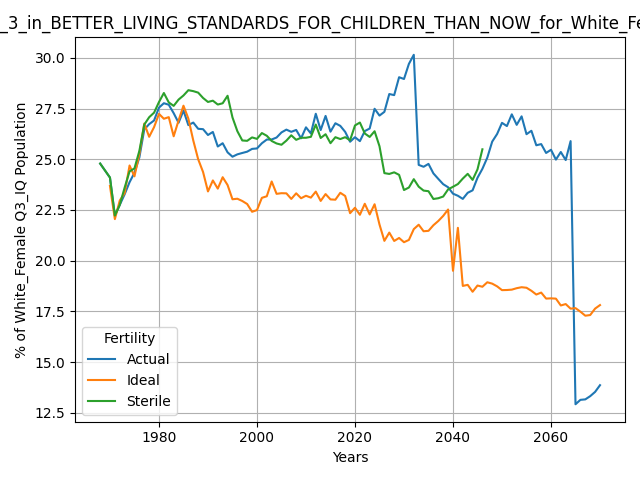 _3_in_BETTER_LIVING_STANDARDS_FOR_CHILDREN_THAN_NOW_for_White_Fe
% of White_Female Q3_IQ Population
30.0
27.5
25.0
22.5
20.0
17.5
15.0
12.5
Fertility
Actual
Ideal
Sterile
1980
2000
2020
2040
2060
Years